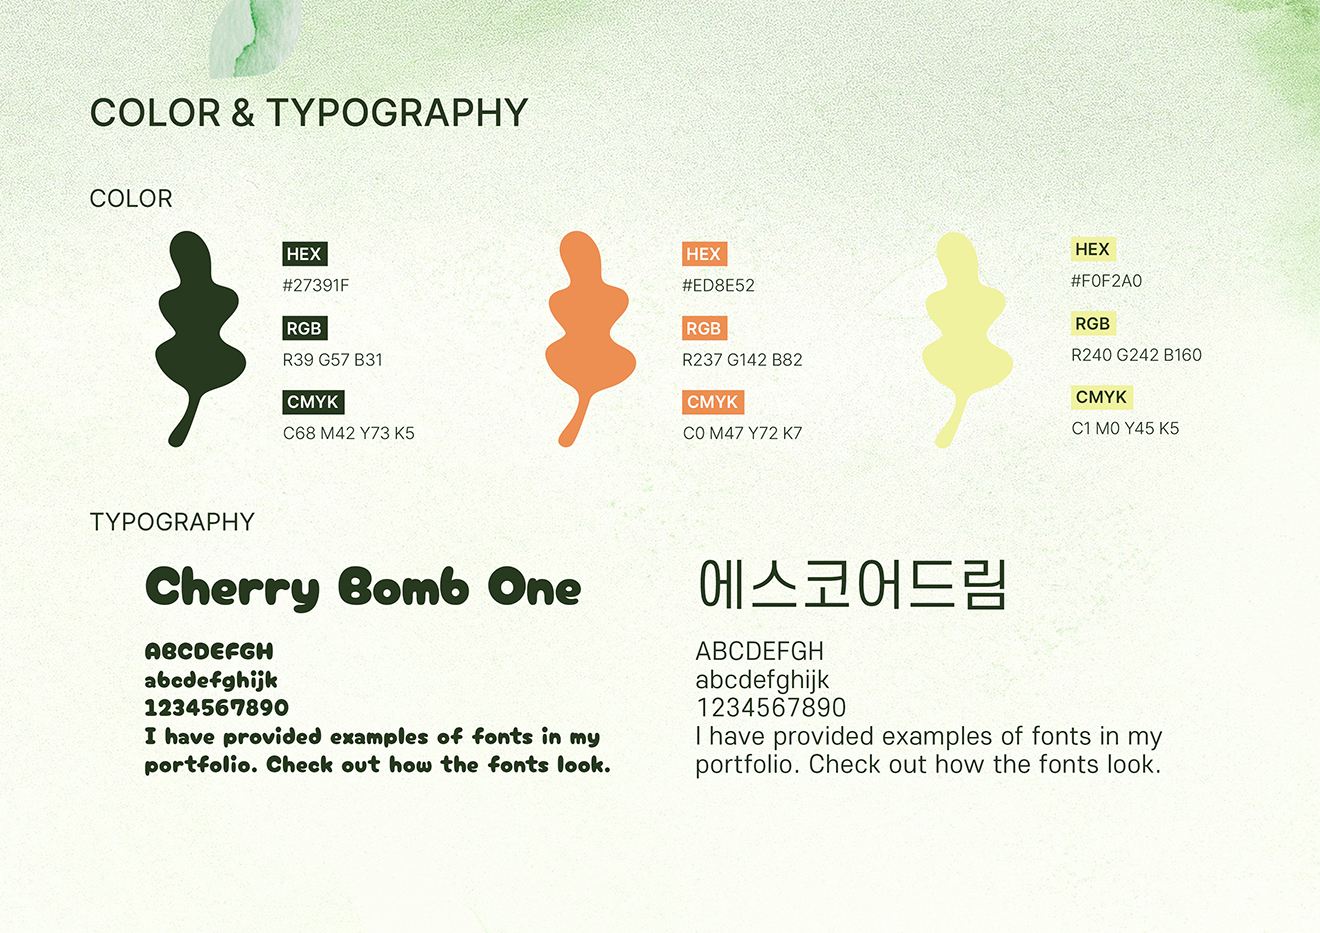 COLOR & TYPOGRAPHY
COLOR
HEX
#27391F
RGB
R39 G57 B31
CMYK
C68 M42 Y73 K5
HEX
#ED8E52
RGB
R237 G142 B82
CMYK
C0 M47 Y72 K7
HEX
#F0F2A0
RGB
R240 G242 B160
CMYK
C1 M0 Y45 K5
TYPOGRAPHY
Cherry Bomb One
ABCDEFGH
abcdefghijk
1234567890
I have provided examples of fonts in my
portfolio. Check out how the fonts look.
에스코어드림
ABCDEFGH
abcdefghijk
1234567890
I have provided examples of fonts in my
portfolio. Check out how the fonts look.